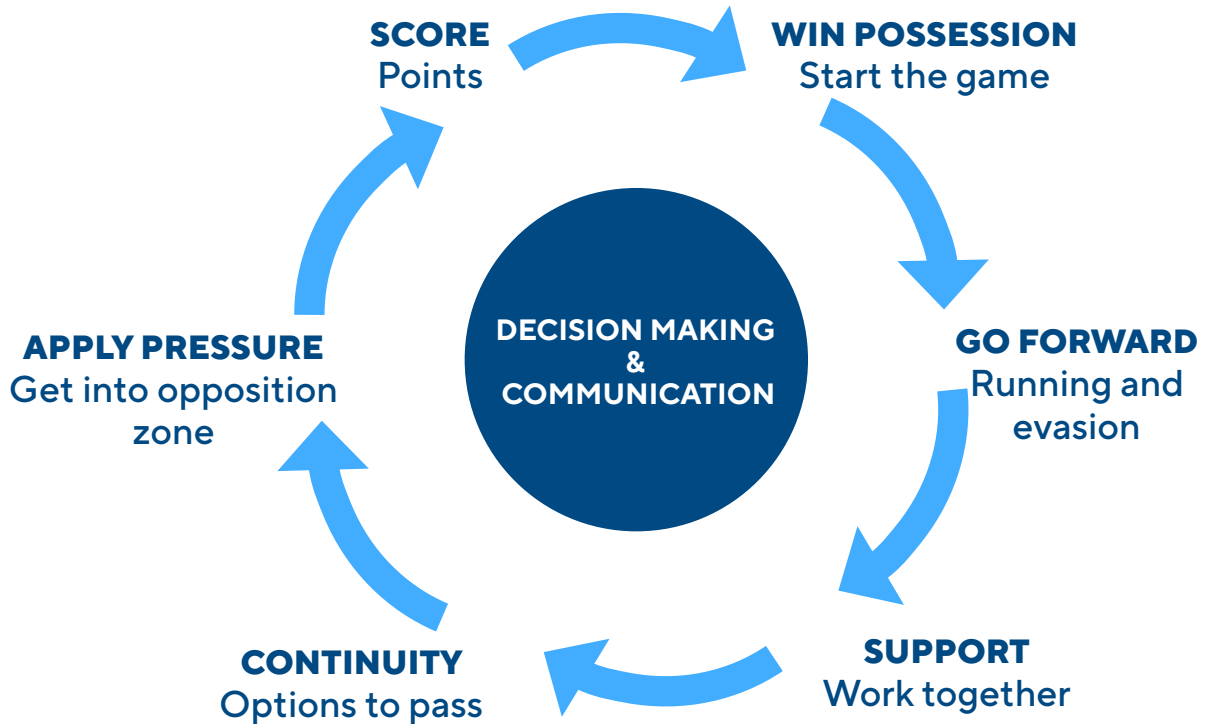 SCORE
Points
WIN POSSESSION
Start the game
GO FORWARD
Running and
evasion
SUPPORT
Work together
CONTINUITY
Options to pass
APPLY PRESSURE
Get into opposition
zone
DECISION MAKING
&
COMMUNICATION